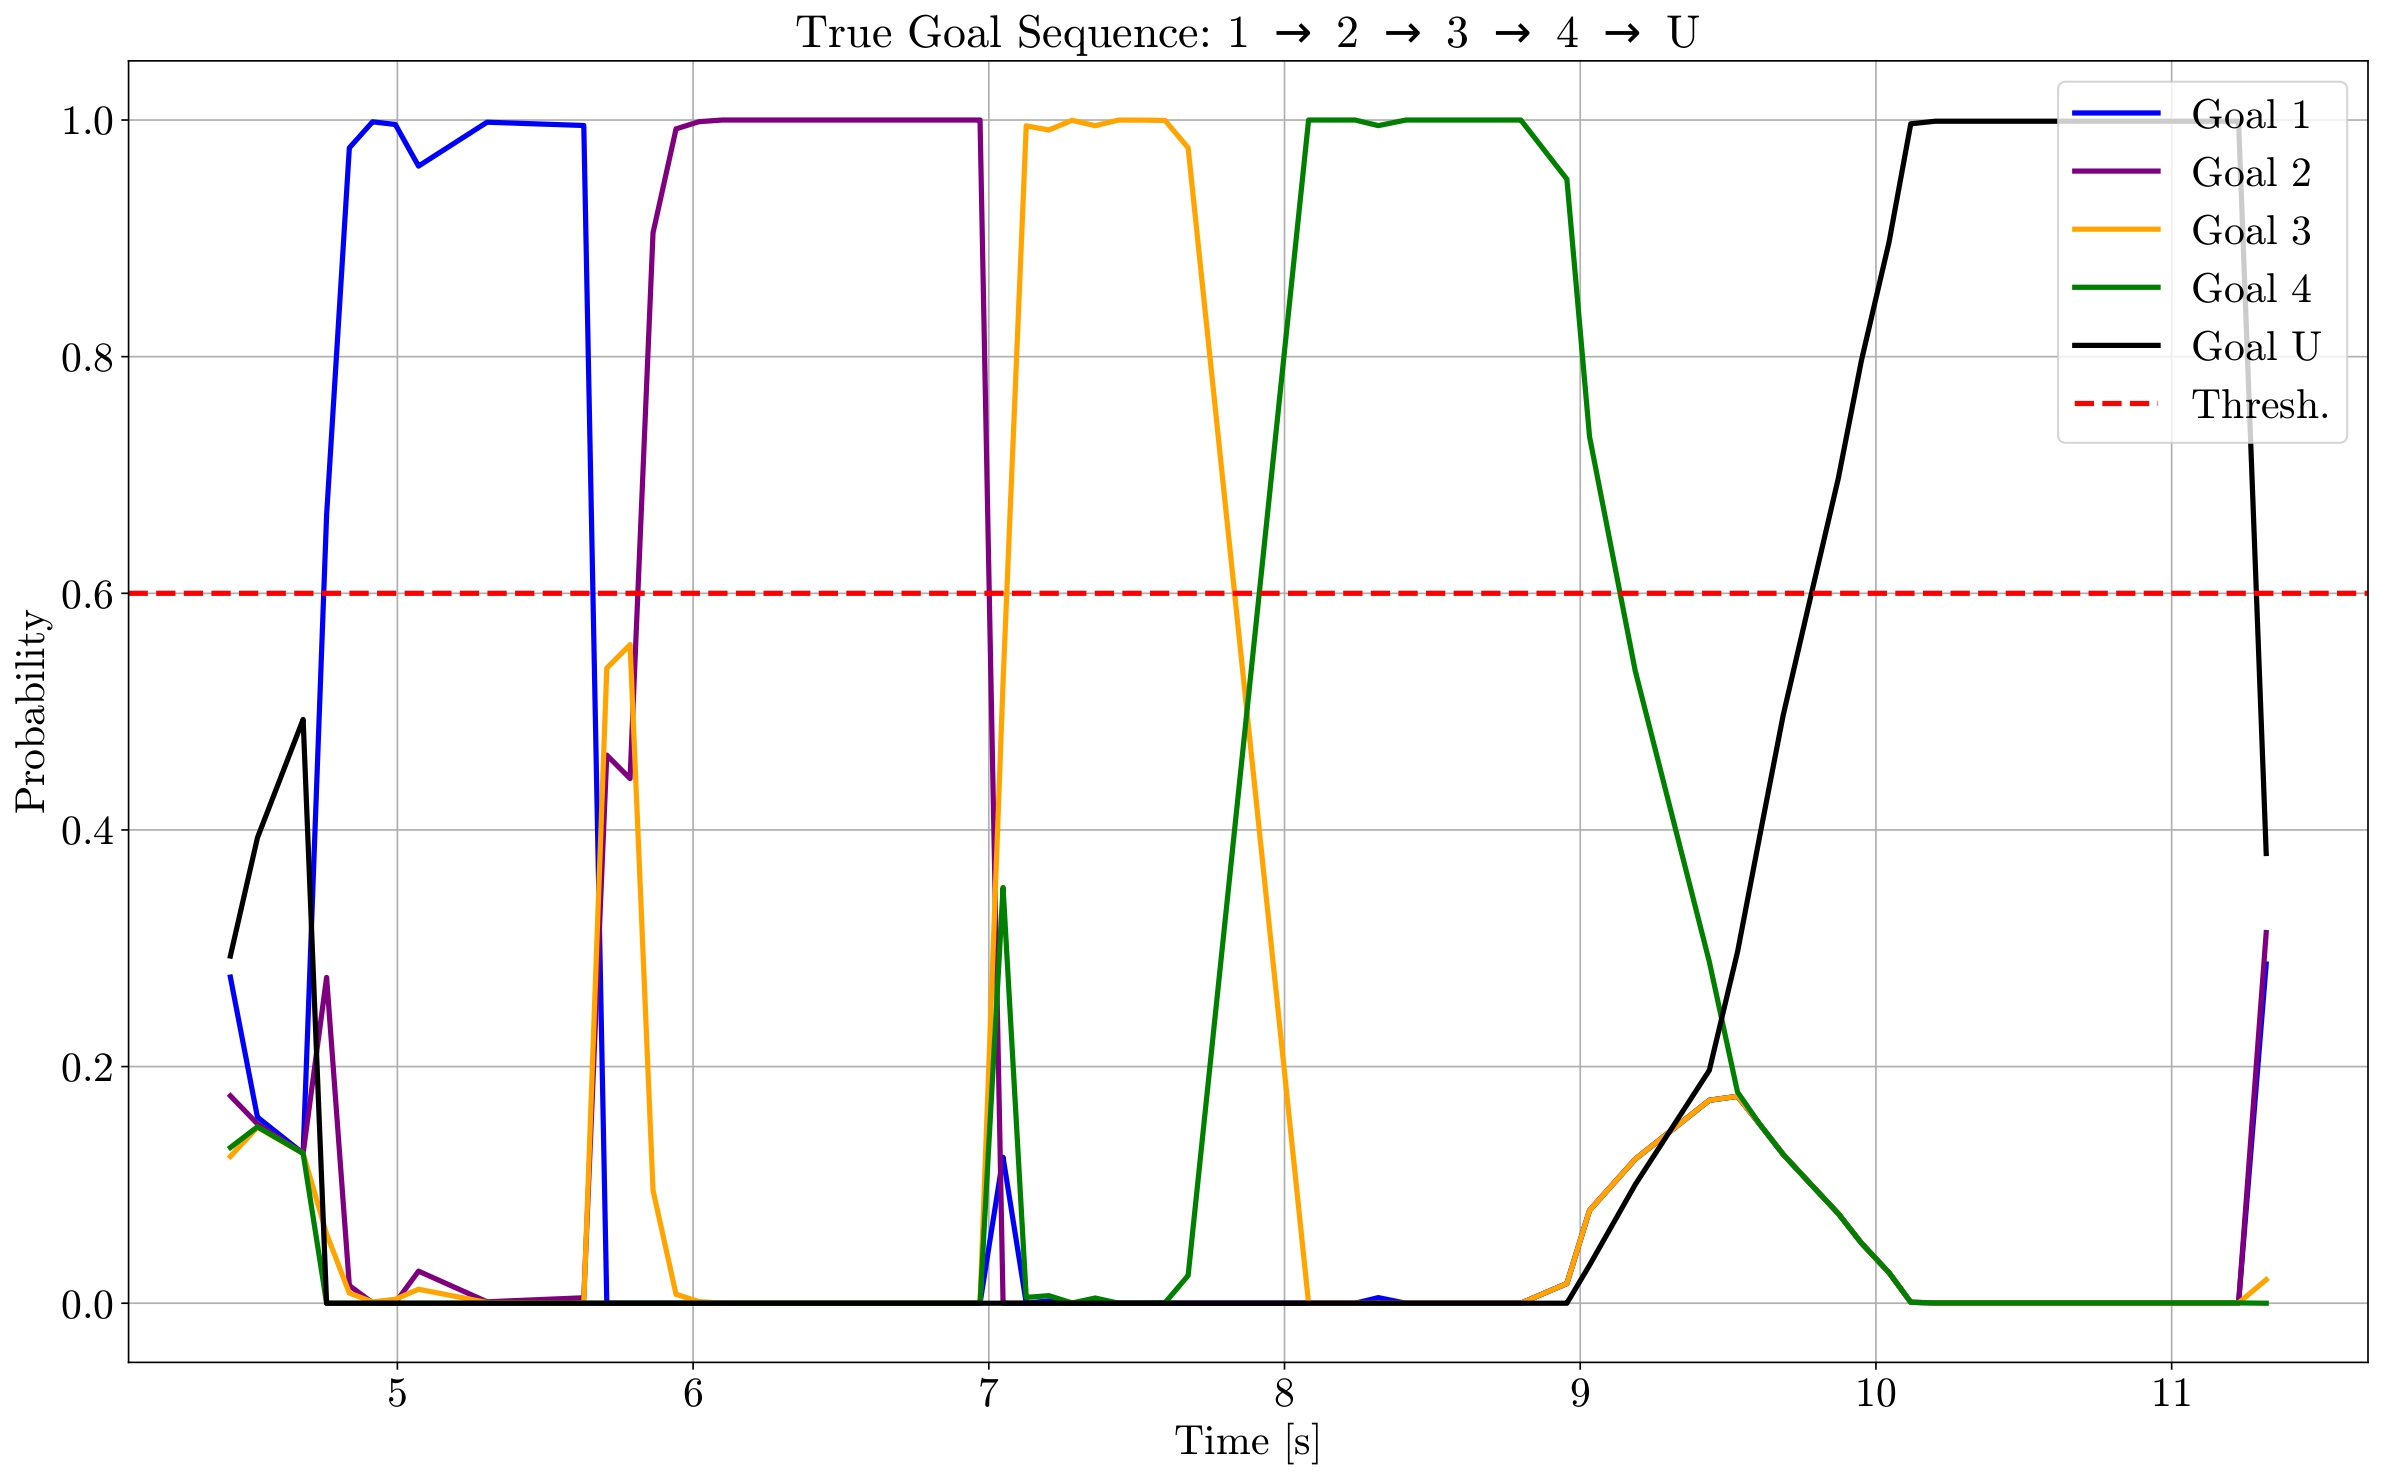 True Goal Sequence: 1 → 2 → 3 → 4 → U
Probability
1.0
0.8
0.6
0.4
0.2
0.0
Goal 1
Goal 2
Goal 3
Goal 4
Goal U
Thresh.
5 6 7 8 9 10 11
Time [s]